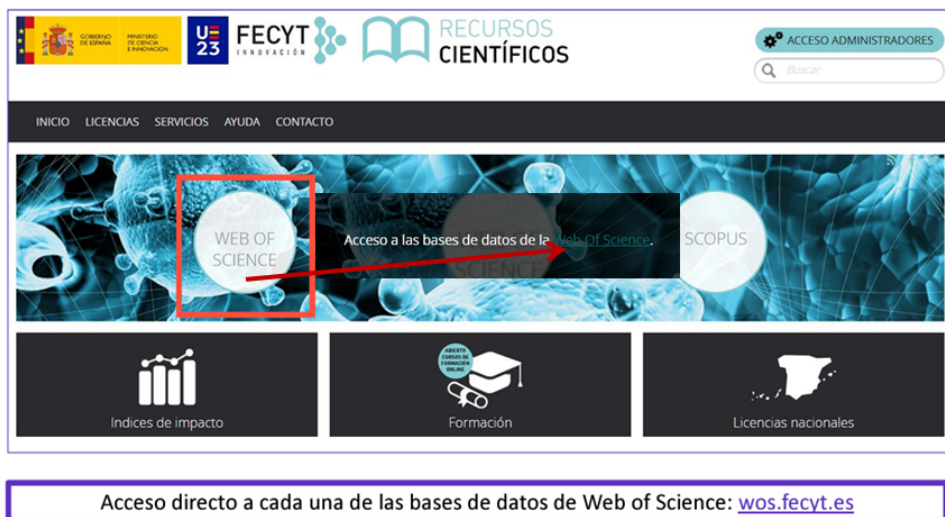 GOBIERNO
DE ESPAÑA
MINISTERIO
DE CIENCIA
E INNOVACIÓN
UE
23
FECYT
INNOVACIÓN
RECURSOS
CIENTÍFICOS
ACCESO ADMINISTRADORES
Buscar
INICIO LICENCIAS SERVICIOS AYUDA CONTACTO
WEB OF
SCIENCE
Acceso a las bases de datos de la Web Of Science.
SCIENCE
SCOPUS
ABIERTO
CURSOS DE
FORMACIÓN
ONLINE
Indices de impacto
Formación
Licencias nacionales
Acceso directo a cada una de las bases de datos de Web of Science: wos.fecyt.es